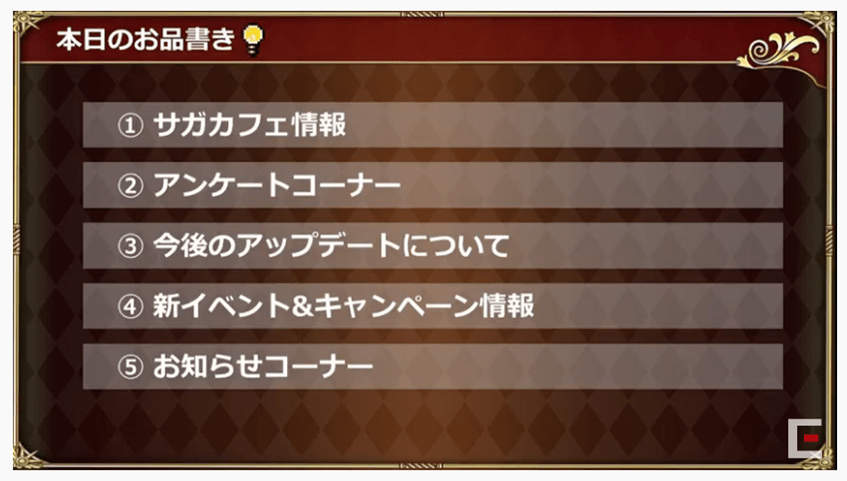 本日のお品書き
① サガカフェ情報
② アンケートコーナー
③ 今後のアップデートについて
④ 新イベント&キャンペーン情報
⑤ お知らせコーナー